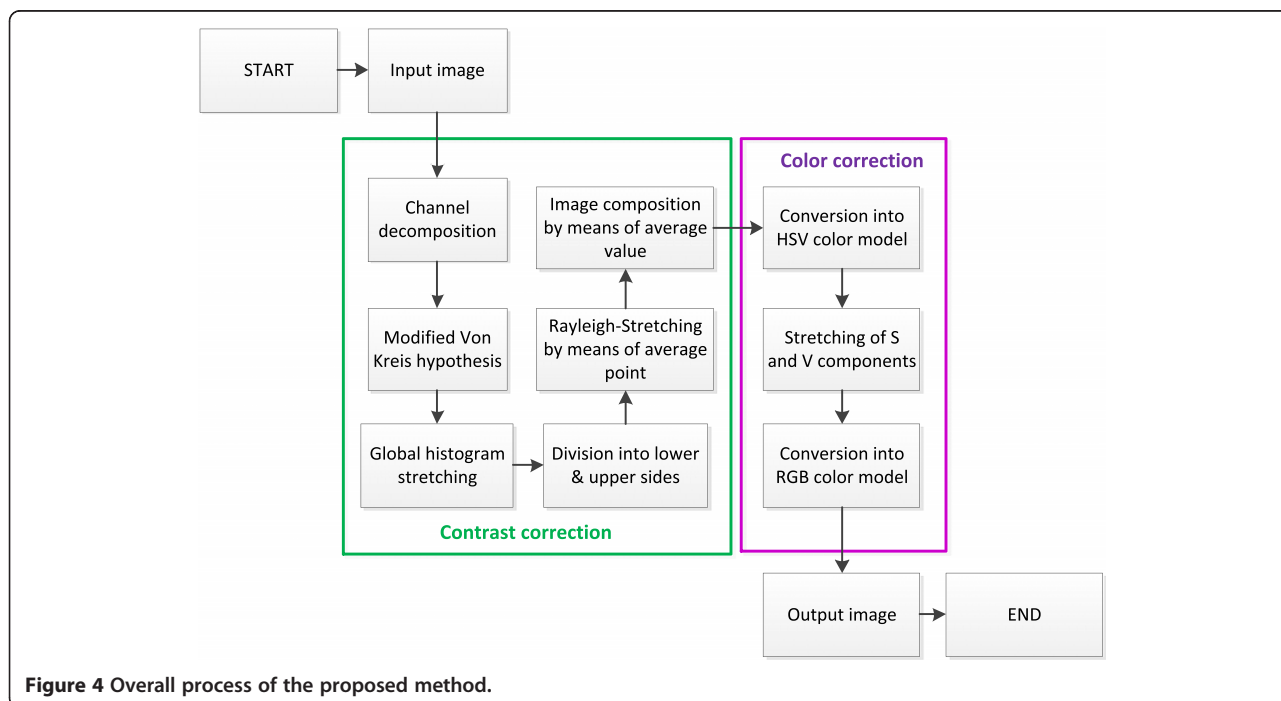 START
Input image
Channel
decomposition
Modified Von
Kreis hypothesis
Global histogram
stretching
Division into lower
& upper sides
Rayleigh-Stretching
by means of average
point
Image composition
by means of average
value
Contrast correction
Color correction
Conversion into
HSV color model
Stretching of S
and V components
Conversion into
RGB color model
Output image
END
Figure 4 Overall process of the proposed method.